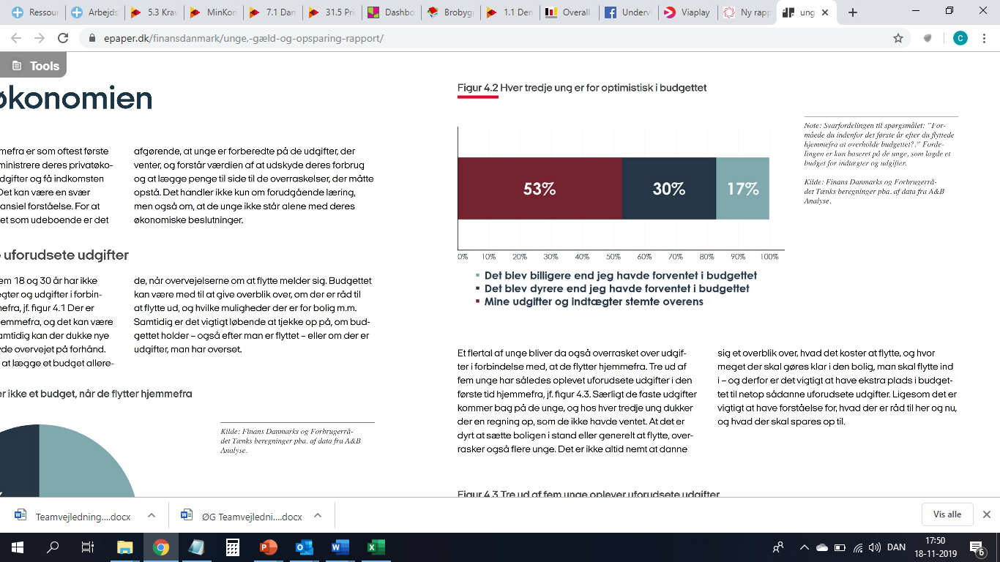 Ressour
Arbejds
5.3 Krav
MinKon
7.1 Dan
31.5 Pri
Dashbo
Brobyg
1.1 Den
Overall
Underv
Viaplay
Ny rapp
ung
epaper.dk/finansdanmark/unge,-gæld-og-opsparing-rapport/
C
Tools
økonomien
mefra er som oftest første
ministrere deres privatøko-
dgifter og få indkomsten
Det kan være en svær
ansiel forståelse. For at
et som udeboende er det
afgørende, at unge er forberedte på de udgifter, der
venter, og forstår værdien af at udskyde deres forbrug
og at lægge penge til side til de overraskelser, der måtte
opstå. Det handler ikke kun om forudgående læring,
men også om, at de unge ikke står alene med deres
økonomiske beslutninger.
uforudsete udgifter
em 18 og 30 år har ikke
egter og udgifter i forbin-
nefra, jf. figur 4.1 Der er
emmefra, og det kan være
amtidig kan der dukke nye
de overvejet på forhånd.
at lægge et budget allere-
de, når overvejelserne om at flytte melder sig. Budgettet
kan være med til at give overblik over, om der er råd til
at flytte ud, og hvilke muligheder der er for bolig m.m.
Samtidig er det vigtigt løbende at tjekke op på, om bud-
gettet holder – også efter man er flyttet – eller om der er
udgifter, man har overset.
er ikke et budget, når de flytter hjemmefra
Kilde: Finans Danmarks og Forbrugerrå-
det Tænks beregninger pba. af data fra A&B
Analyse.
Figur 4.2 Hver tredje ung er for optimistisk i budgettet
53%
30%
17%
0% 10% 20% 30% 40% 50% 60% 70% 80% 90% 100%
Det blev billigere end jeg havde forventet i budgettet
Det blev dyrere end jeg havde forventet i budgettet
Mine udgifter og indtægter stemte overens
Note: Svarfordelingen til spørgsmålet: ”For-
måede du indenfor det første år efter du flyttede
hjemmefra at overholde budgettet?.” Forde-
lingen er kun baseret på de unge, som lagde et
budget for indtægter og udgifter.
Kilde: Finans Danmarks og Forbrugerrå-
det Tænks beregninger pba. af data fra A&B
Analyse.
Et flertal af unge bliver da også overrasket over udgif-
ter i forbindelse med, at de flytter hjemmefra. Tre ud af
fem unge har således oplevet uforudsete udgifter i den
første tid hjemmefra, jf. figur 4.3. Særligt de faste udgifter
kommer bag på de unge, og hos hver tredje ung dukker
der en regning op, som de ikke havde ventet. At det er
dyrt at sætte boligen i stand eller generelt at flytte, over-
rasker også flere unge. Det er ikke altid nemt at danne
sig et overblik over, hvad det koster at flytte, og hvor
meget der skal gøres klar i den bolig, man skal flytte ind
i – og derfor er det vigtigt at have ekstra plads i budget-
tet til netop sådanne uforudsete udgifter. Ligesom det er
vigtigt at have forståelse for, hvad der er råd til her og nu,
og hvad der skal spares op til.
Figur 4.3 Tre ud af fem unge oplever uforudsete udgifter
Teamvejledning....docx
ØG Teamvejledni....docx
Vis alle
DAN
17:50
18-11-2019
6